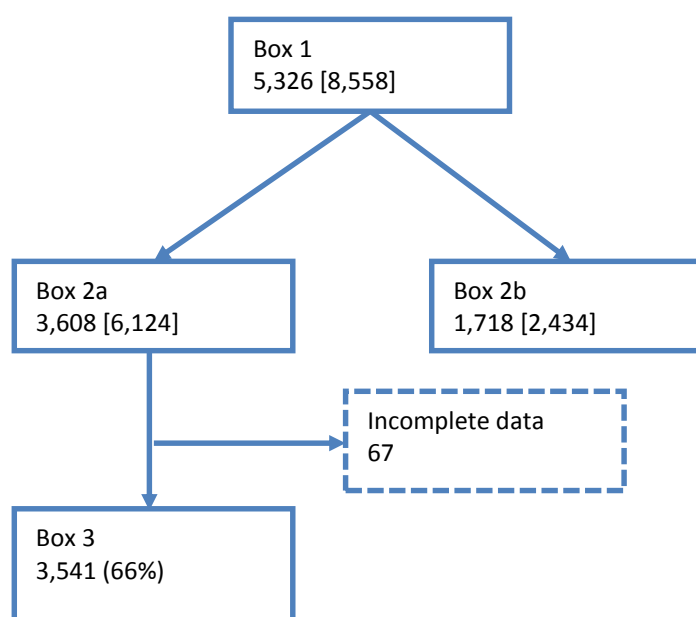 Box 1
5,326 [8,558]
Box 2a
3,608 [6,124]
Box 2b
1,718 [2,434]
Incomplete data
67
Box 3
3,541 (66%)